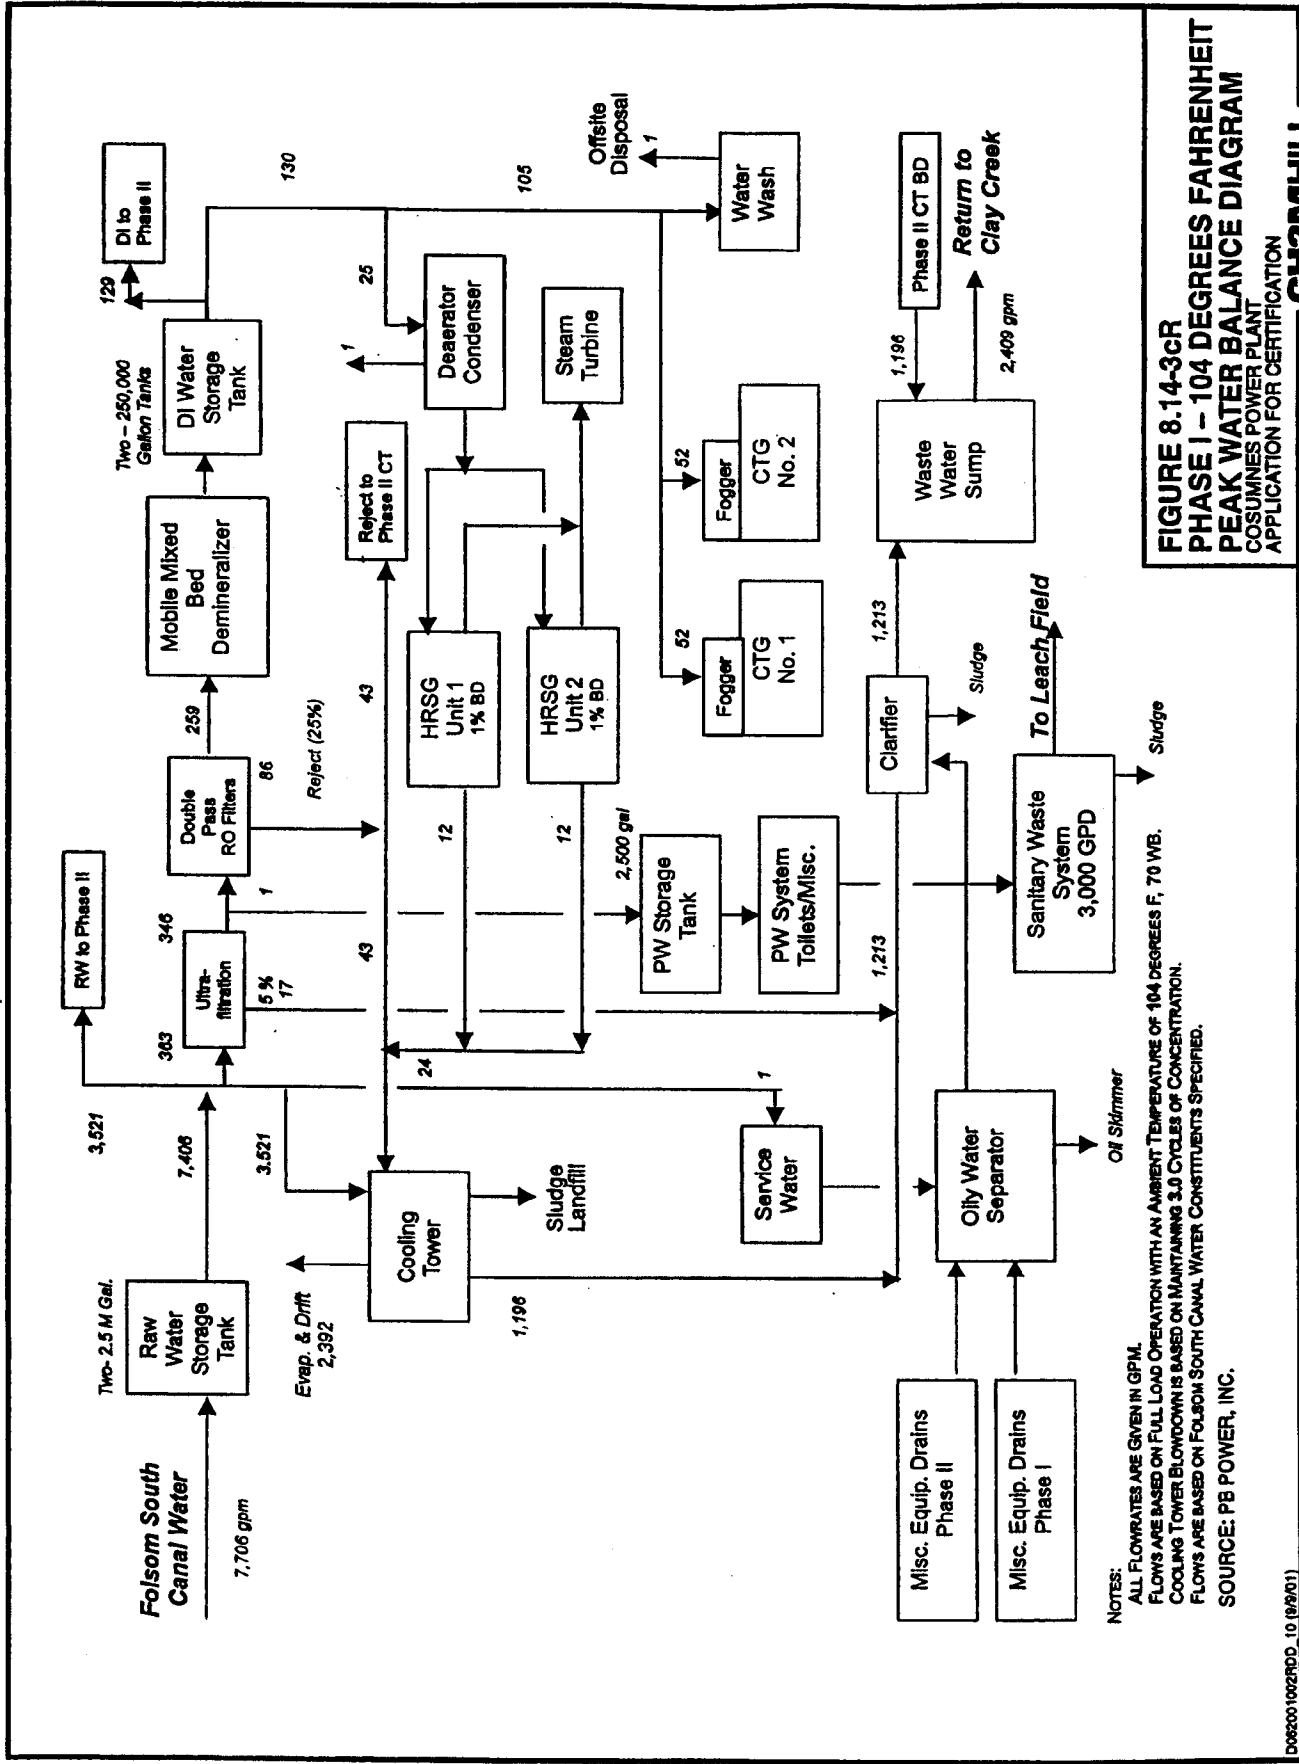 Folsom South
Canal Water
7,706 gpm
Two- 2.5 M Gal.
Raw
Water
Storage
Tank
7,406
3,521
RW to Phase II
363
Ultra-
filtration
5 %
17
346
1
Double
Pass
RO Filters
86
Reject (25%)
259
Mobile Mixed
Bed
Demineralizer
Two – 250,000
Gallon Tanks
DI Water
Storage
Tank
129
DI to
Phase II
130
Evap. & Drift
2,392
3.521
Cooling
Tower
1,196
Sludge
Landfill
24
43
43
Reject to
Phase II CT
12
12
HRSG
Unit 1
1% BD
HRSG
Unit 2
1% BD
1
25
Deaerator
Condenser
Steam
Turbine
105
Offsite
Disposal
1
Water
Wash
1
Service
Water
2,500 gal
PW Storage
Tank
PW System
Toilets/Misc.
52
Fogger
CTG
No. 1
52
Fogger
CTG
No. 2
1,213
Clarifier
Sludge
1,213
Waste
Water
Sump
1,196
Phase II CT BD
Return to
Clay Creek
2,409 gpm
Misc. Equip. Drains
Phase II
Misc. Equip. Drains
Phase I
Oily Water
Separator
Oil Skimmer
Sanitary Waste
System
3,000 GPD
To Leach Field
Sludge
NOTES:
ALL FLOWRATES ARE GIVEN IN GPM.
FLOWS ARE BASED ON FULL LOAD OPERATION WITH AN AMBIENT TEMPERATURE OF 104 DEGREES F, 70 WB.
COOLING TOWER BLOWDOWN IS BASED ON MAINTAINING 3.0 CYCLES OF CONCENTRATION.
FLOWS ARE BASED ON FOLSOM SOUTH CANAL WATER CONSTITUENTS SPECIFIED.
SOURCE: PB POWER, INC.
FIGURE 8.14-3cR
PHASE I – 104 DEGREES FAHRENHEIT
PEAK WATER BALANCE DIAGRAM
COSUMNES POWER PLANT
APPLICATION FOR CERTIFICATION
CH2MHILL
D062001002RDD_10 (9/9/01)